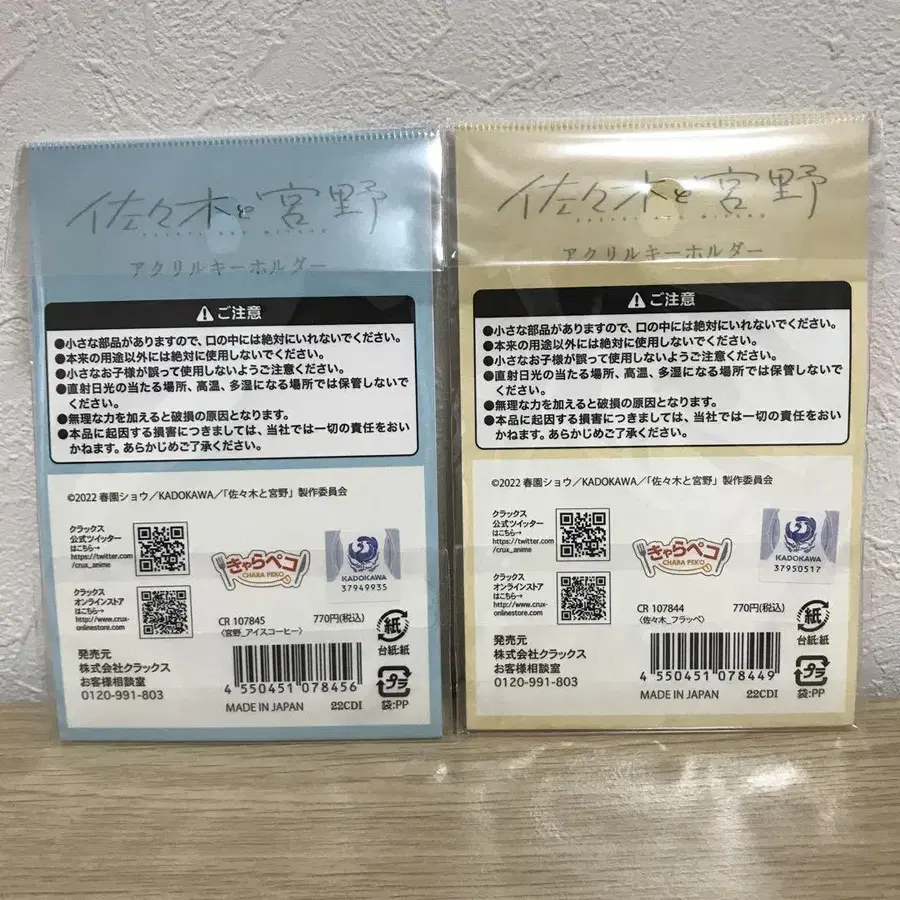 佐々木と宮野
SASAKI AND MIYANO
アクリルキーホルダー
ご注意
●小さな部品がありますので、口の中には絶対にいれないでください。
●本来の用途以外には絶対に使用しないでください。
●小さなお子様が誤って使用しないようご注意ください。
●直射日光の当たる場所、高温、多湿になる場所では保管しないで
ください。
●無理な力を加えると破損の原因となります。
●本品に起因する損害につきましては、当社では一切の責任をおい
かねます。あらかじめご了承ください。
©2022 春園ショウ／KADOKAWA／「佐々木と宮野」製作委員会
クラックス
公式ツイッター
はこちら→
https://twitter.com
/crux_anime
クラックス
オンラインストア
はこちら→
http://www.crux-
onlinestore.com
きゃらペコ
CHARA PEKO
KADOKAWA
37949935
CR 107845
770円(税込)
〈宮野_アイスコーヒー〉
紙
台紙:紙
発売元
株式会社クラックス
お客様相談室
0120-991-803
4 550451 078456
MADE IN JAPAN
22CDI
プラ
袋:PP
佐々木と宮野
SASAKI AND MIYANO
アクリルキーホルダー
ご注意
●小さな部品がありますので、口の中には絶対にいれないでください。
●本来の用途以外には絶対に使用しないでください。
●小さなお子様が誤って使用しないようご注意ください。
●直射日光の当たる場所、高温、多湿になる場所では保管しないで
ください。
●無理な力を加えると破損の原因となります。
●本品に起因する損害につきましては、当社では一切の責任をおい
かねます。あらかじめご了承ください。
©2022 春園ショウ／KADOKAWA／「佐々木と宮野」製作委員会
クラックス
公式ツイッター
はこちら→
https://twitter.com
/crux_anime
クラックス
オンラインストア
はこちら→
http://www.crux-
onlinestore.com
きゃらペコ
CHARA PEKO
KADOKAWA
37950517
CR 107844
770円(税込)
〈佐々木_フラッペ〉
紙
台紙:紙
発売元
株式会社クラックス
お客様相談室
0120-991-803
4 550451 078449
MADE IN JAPAN
22CDI
プラ
袋:PP